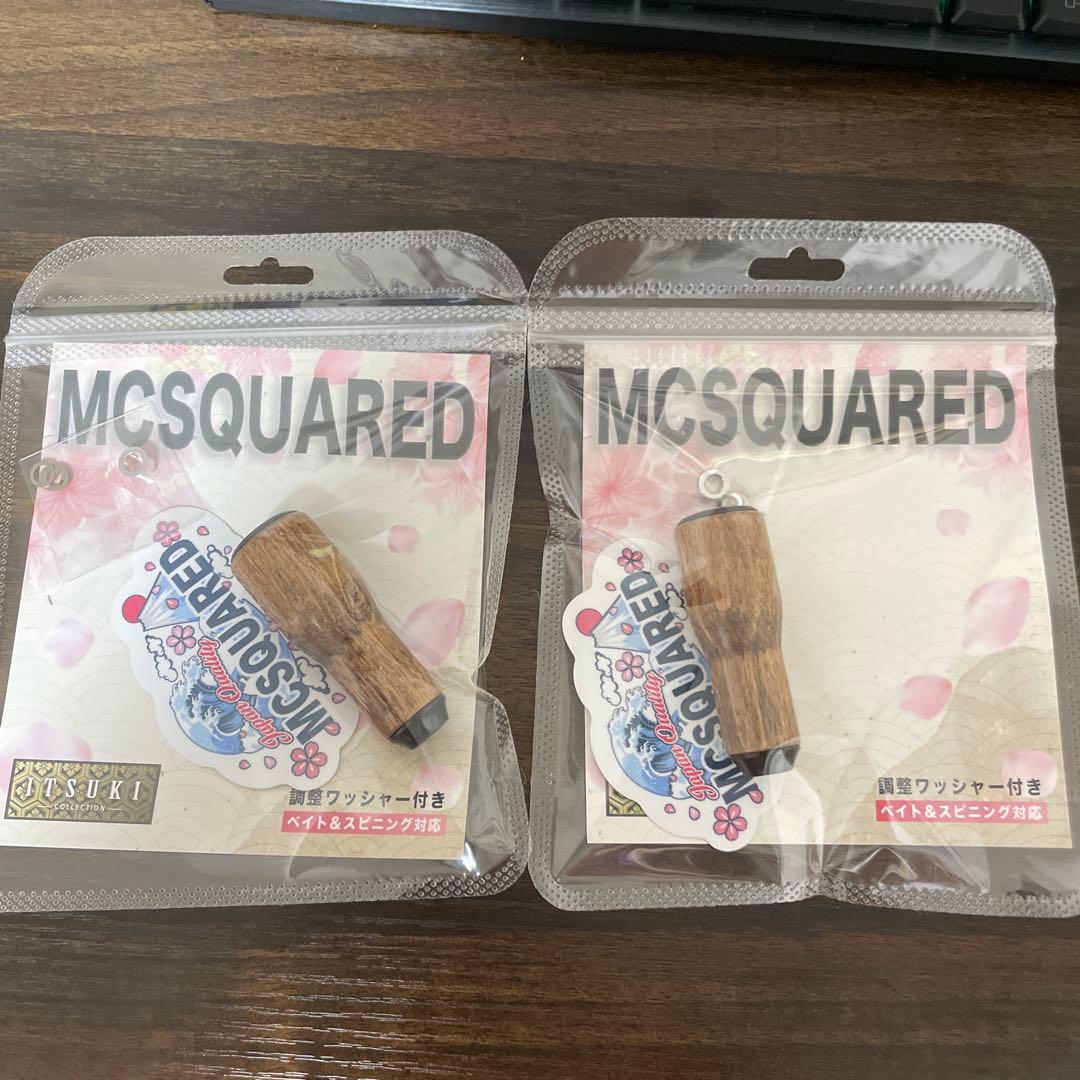 MCSQUARED
MCSQUARED
Japan Quality
ITSUKI
COLLECTION
調整ワッシャー付き
ベイト&スピニング対応
MCSQUARED
MCSQUARED
Japan Quality
調整ワッシャー付き
ベイト&スピニング対応